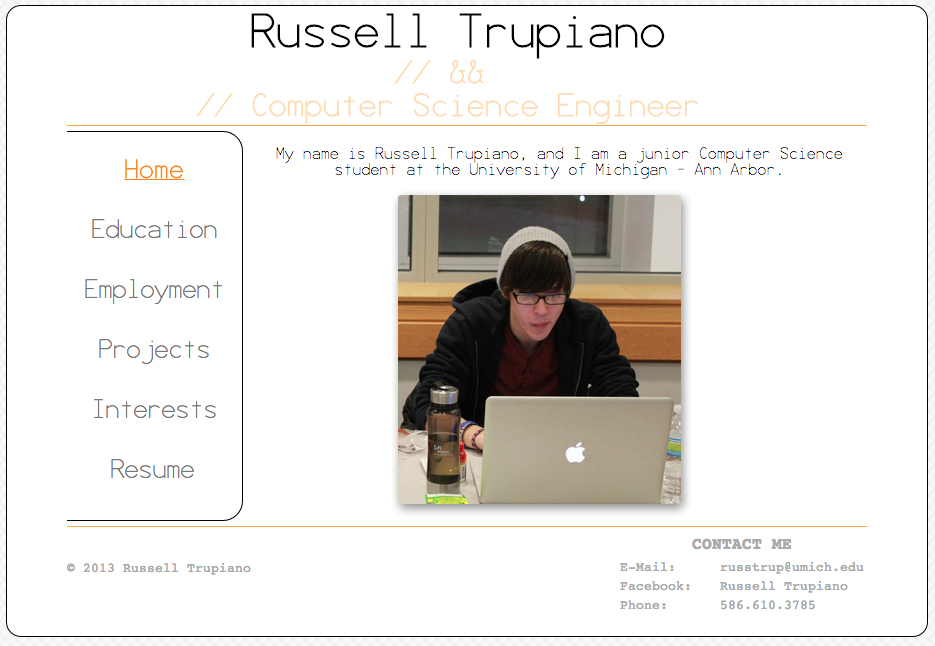 Russell Trupiano
// &&
// Computer Science Engineer
Home
Education
Employment
Projects
Interests
Resume
My name is Russell Trupiano, and I am a junior Computer Science
student at the University of Michigan - Ann Arbor.
© 2013 Russell Trupiano
CONTACT ME
E-Mail: russtrup@umich.edu
Facebook: Russell Trupiano
Phone: 586.610.3785